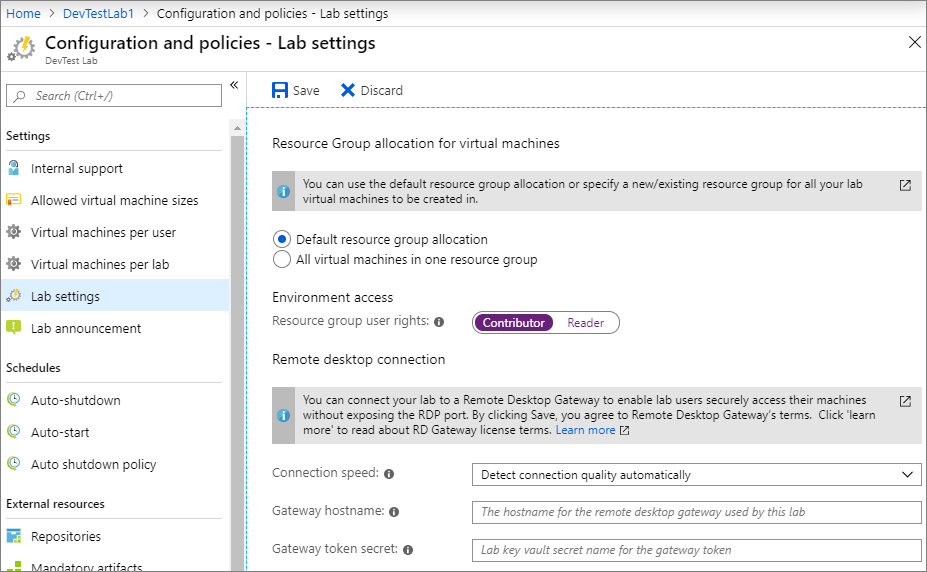 Home > DevTestLab1 > Configuration and policies - Lab settings
Configuration and policies - Lab settings
DevTest Lab
Search (Ctrl+/)
Settings
Internal support
Allowed virtual machine sizes
Virtual machines per user
Virtual machines per lab
Lab settings
Lab announcement
Schedules
Auto-shutdown
Auto-start
Auto shutdown policy
External resources
Repositories
Mandatory artifacts
Save Discard
Resource Group allocation for virtual machines
You can use the default resource group allocation or specify a new/existing resource group for all your lab
virtual machines to be created in.
Default resource group allocation
All virtual machines in one resource group
Environment access
Resource group user rights: Contributor Reader
Remote desktop connection
You can connect your lab to a Remote Desktop Gateway to enable lab users securely access their machines
without exposing the RDP port. By clicking Save, you agree to Remote Desktop Gateway's terms. Click 'learn
more' to read about RD Gateway license terms. Learn more
Connection speed: Detect connection quality automatically
Gateway hostname: The hostname for the remote desktop gateway used by this lab
Gateway token secret: Lab key vault secret name for the gateway token